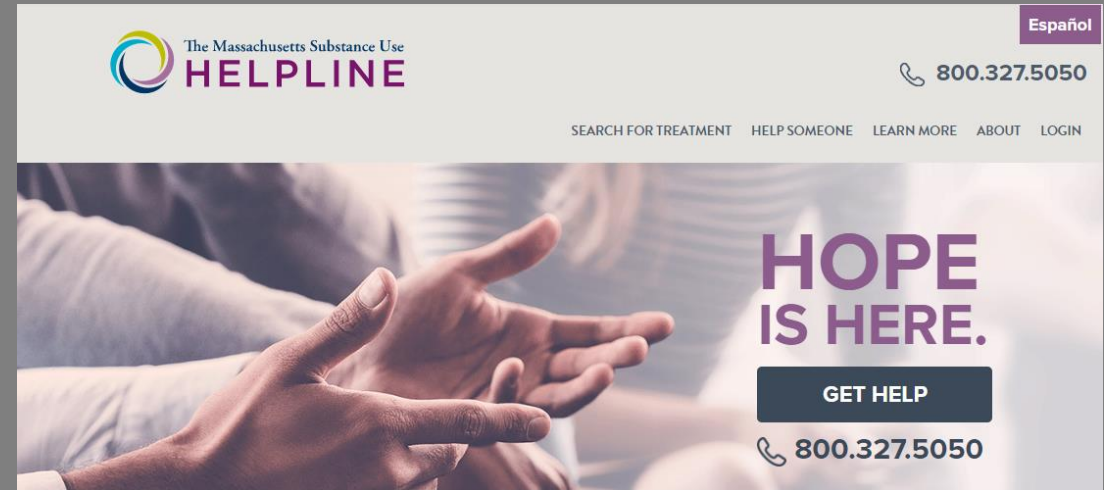 Español
The Massachusetts Substance Use
HELPLINE
800.327.5050
SEARCH FOR TREATMENT HELP SOMEONE LEARN MORE ABOUT LOGIN
HOPE
IS HERE.
GET HELP
800.327.5050